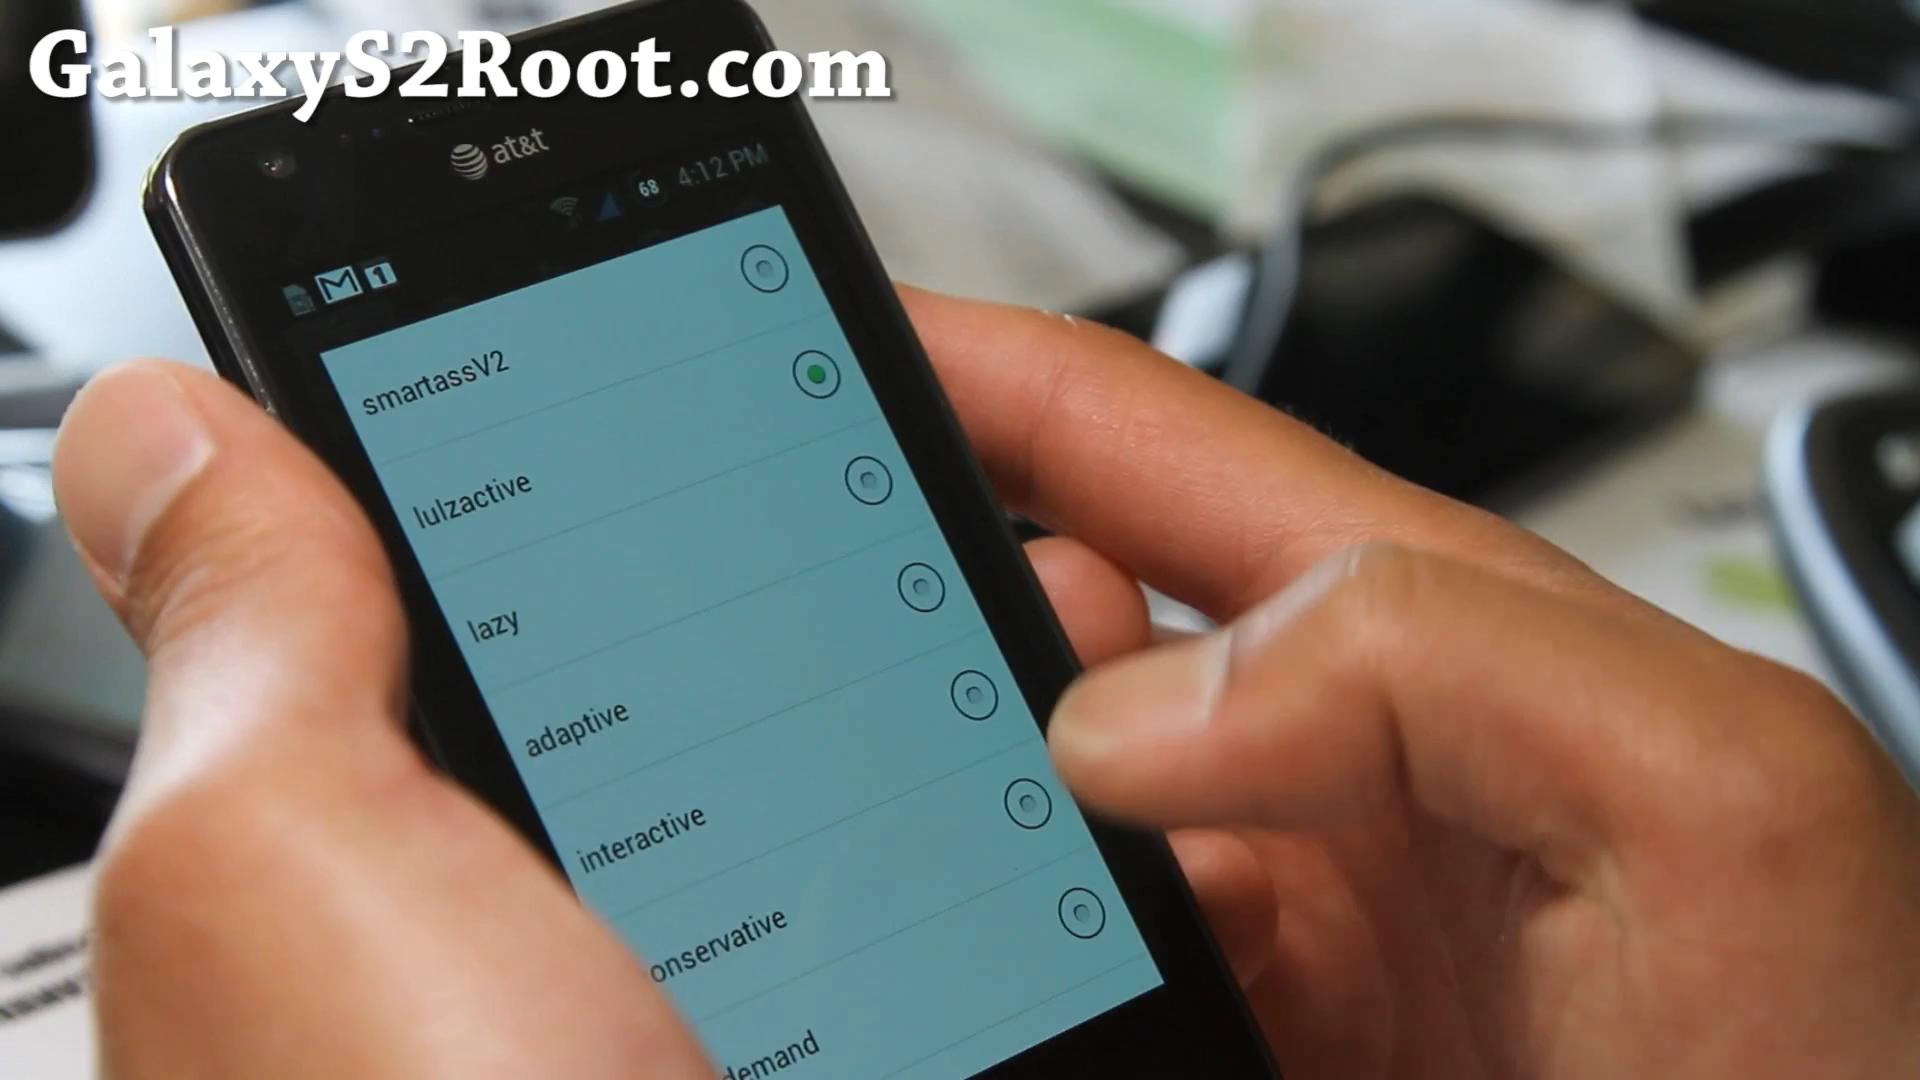 GalaxyS2Root.com
at&t
68 4:12 PM
M 1
smartassV2
lulzactive
lazy
adaptive
interactive
onservative
demand